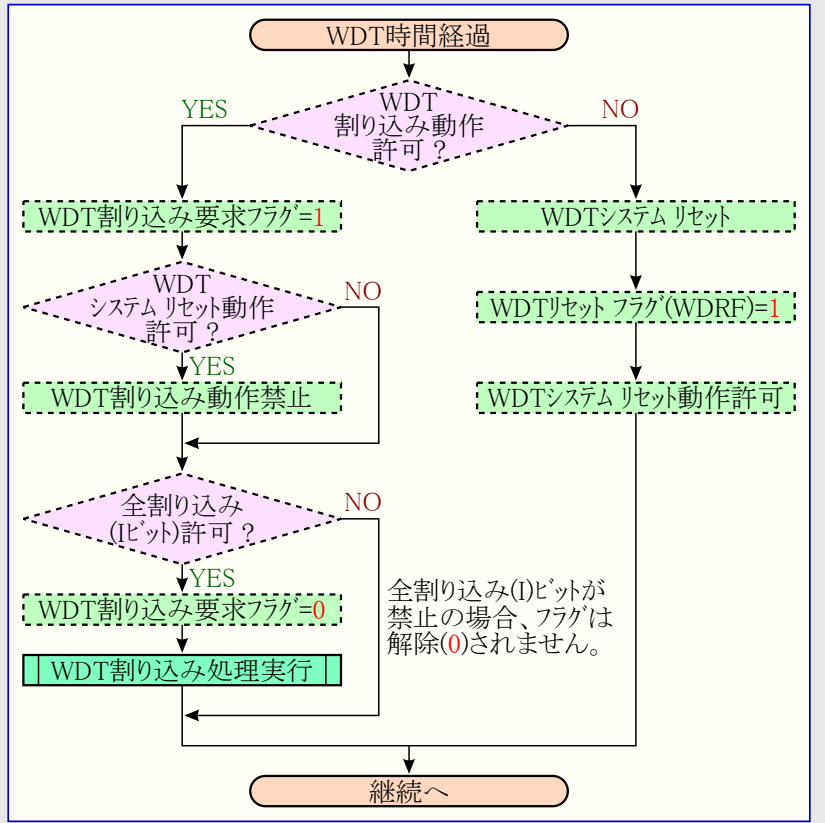 WDT時間経過
WDT
割り込み動作
許可 ?
YES
NO
WDT割り込み要求フラグ=1
WDT
システム リセット動作
許可 ?
NO
YES
WDT割り込み動作禁止
全割り込み
(Iビット)許可 ?
NO
YES
WDT割り込み要求フラグ=0
WDT割り込み処理実行
全割り込み(I)ビットが
禁止の場合、フラグは
解除(0)されません。
WDTシステム リセット
WDTリセット フラグ(WDRF)=1
WDTシステム リセット動作許可
継続へ